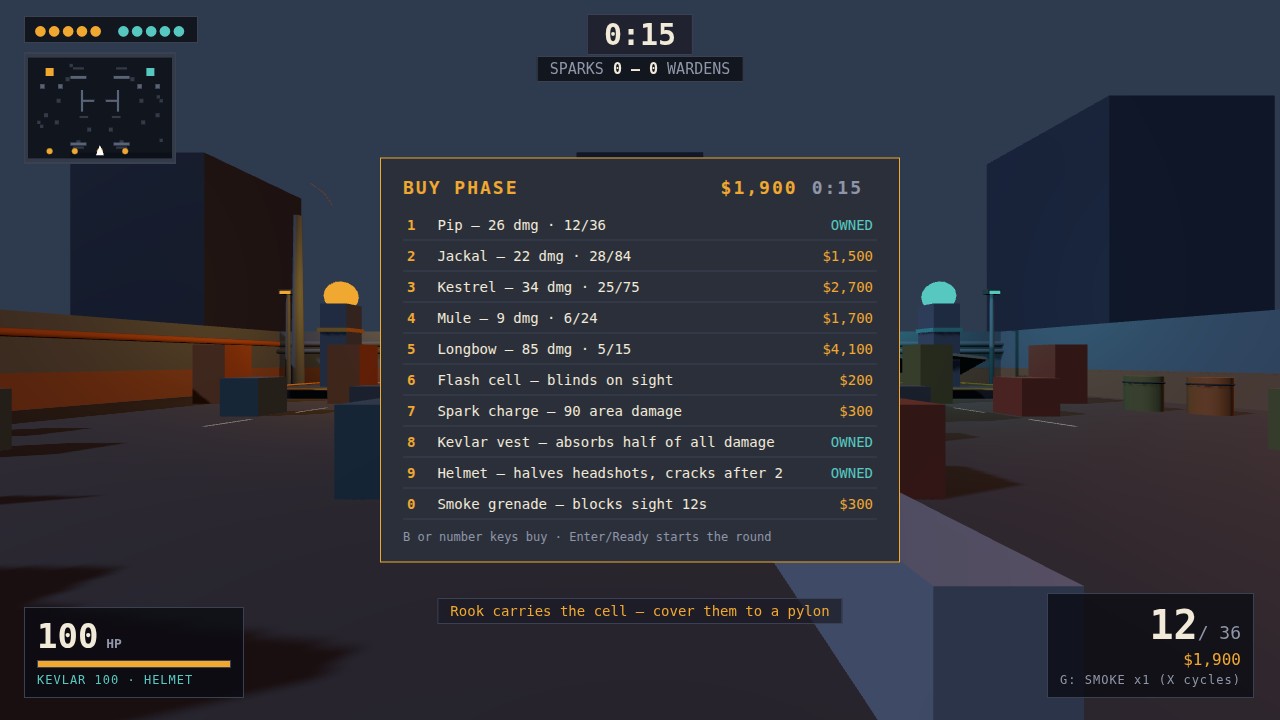 0:15
SPARKS 0 — 0 WARDENS
BUY PHASE $1,900 0:15
1 Pip — 26 dmg · 12/36 OWNED
2 Jackal — 22 dmg · 28/84 $1,500
3 Kestrel — 34 dmg · 25/75 $2,700
4 Mule — 9 dmg · 6/24 $1,700
5 Longbow — 85 dmg · 5/15 $4,100
6 Flash cell — blinds on sight $200
7 Spark charge — 90 area damage $300
8 Kevlar vest — absorbs half of all damage OWNED
9 Helmet — halves headshots, cracks after 2 OWNED
0 Smoke grenade — blocks sight 12s $300
B or number keys buy · Enter/Ready starts the round
Rook carries the cell — cover them to a pylon
100 HP
KEVLAR 100 · HELMET
12 / 36
$1,900
G: SMOKE x1 (X cycles)